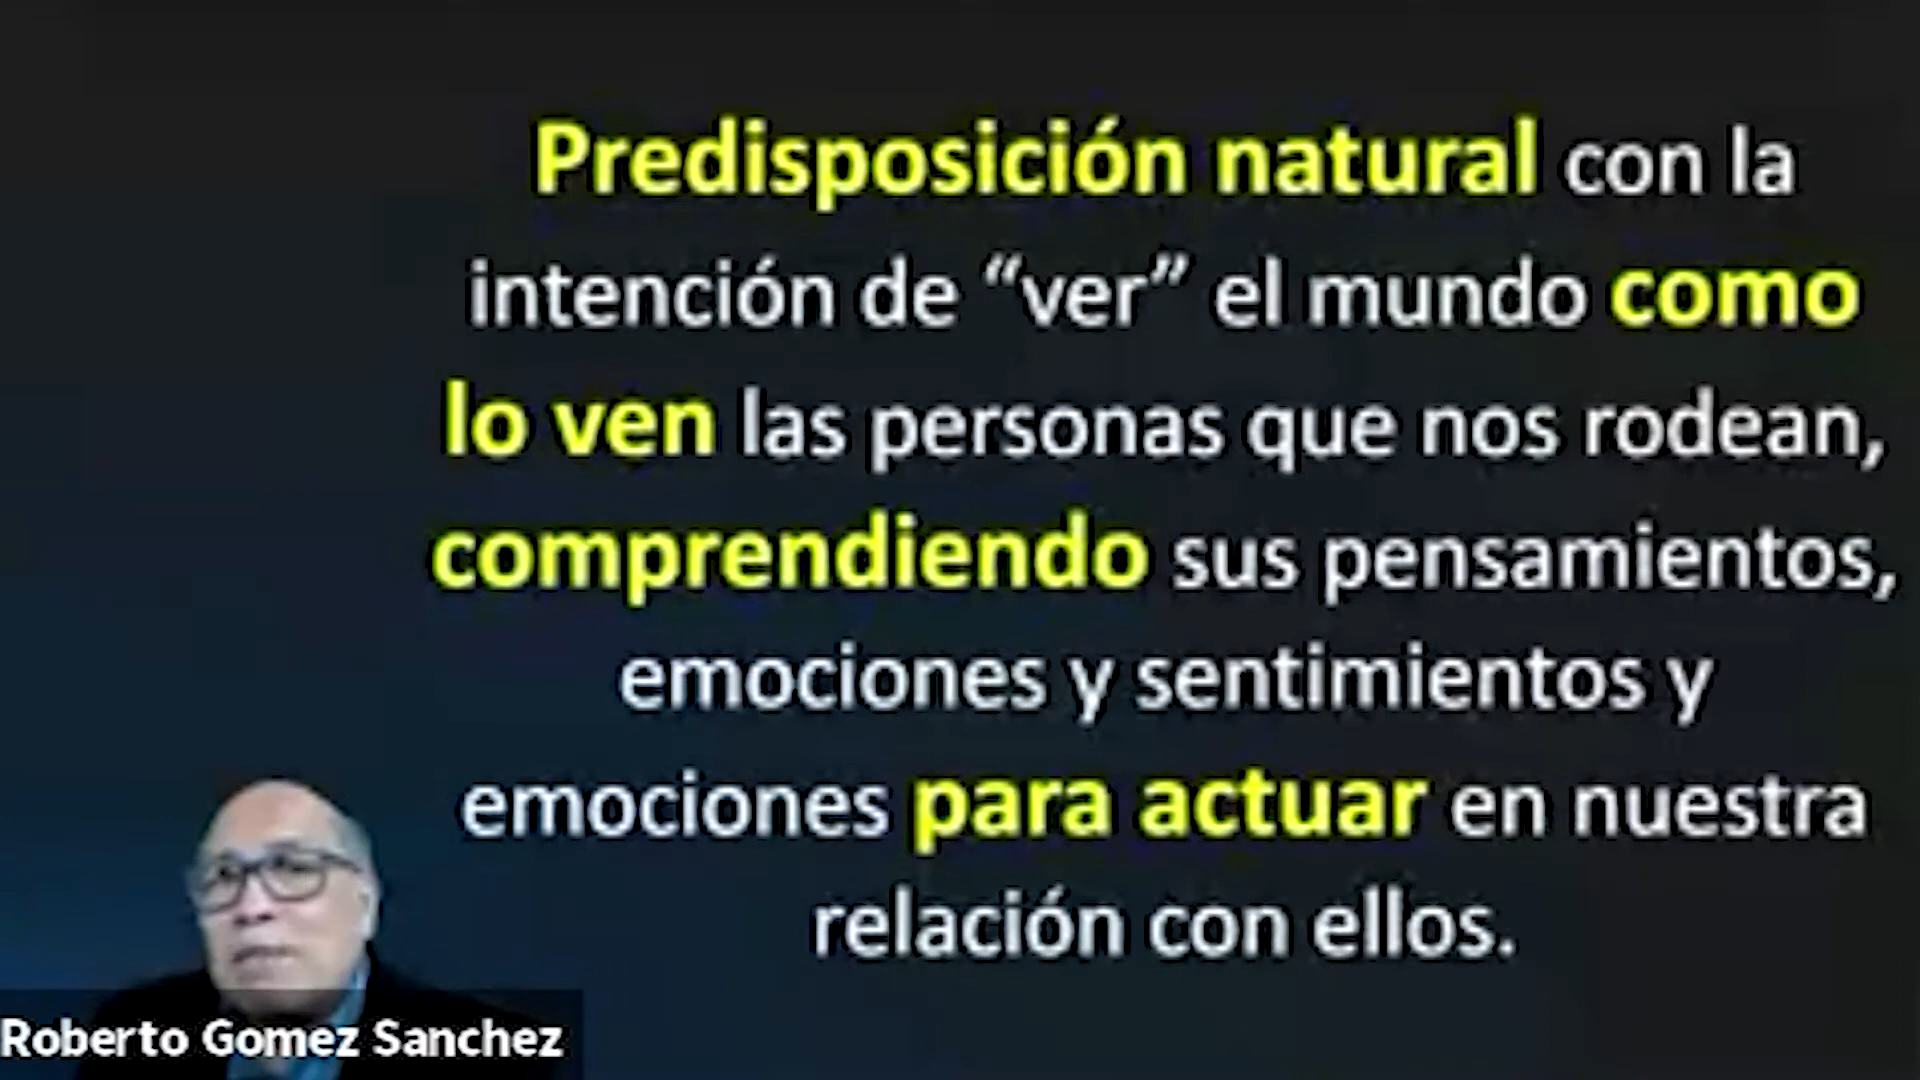 Predisposición natural con la
intención de “ver” el mundo como
lo ven las personas que nos rodean,
comprendiendo sus pensamientos,
emociones y sentimientos y
emociones para actuar en nuestra
relación con ellos.
Roberto Gomez Sanchez